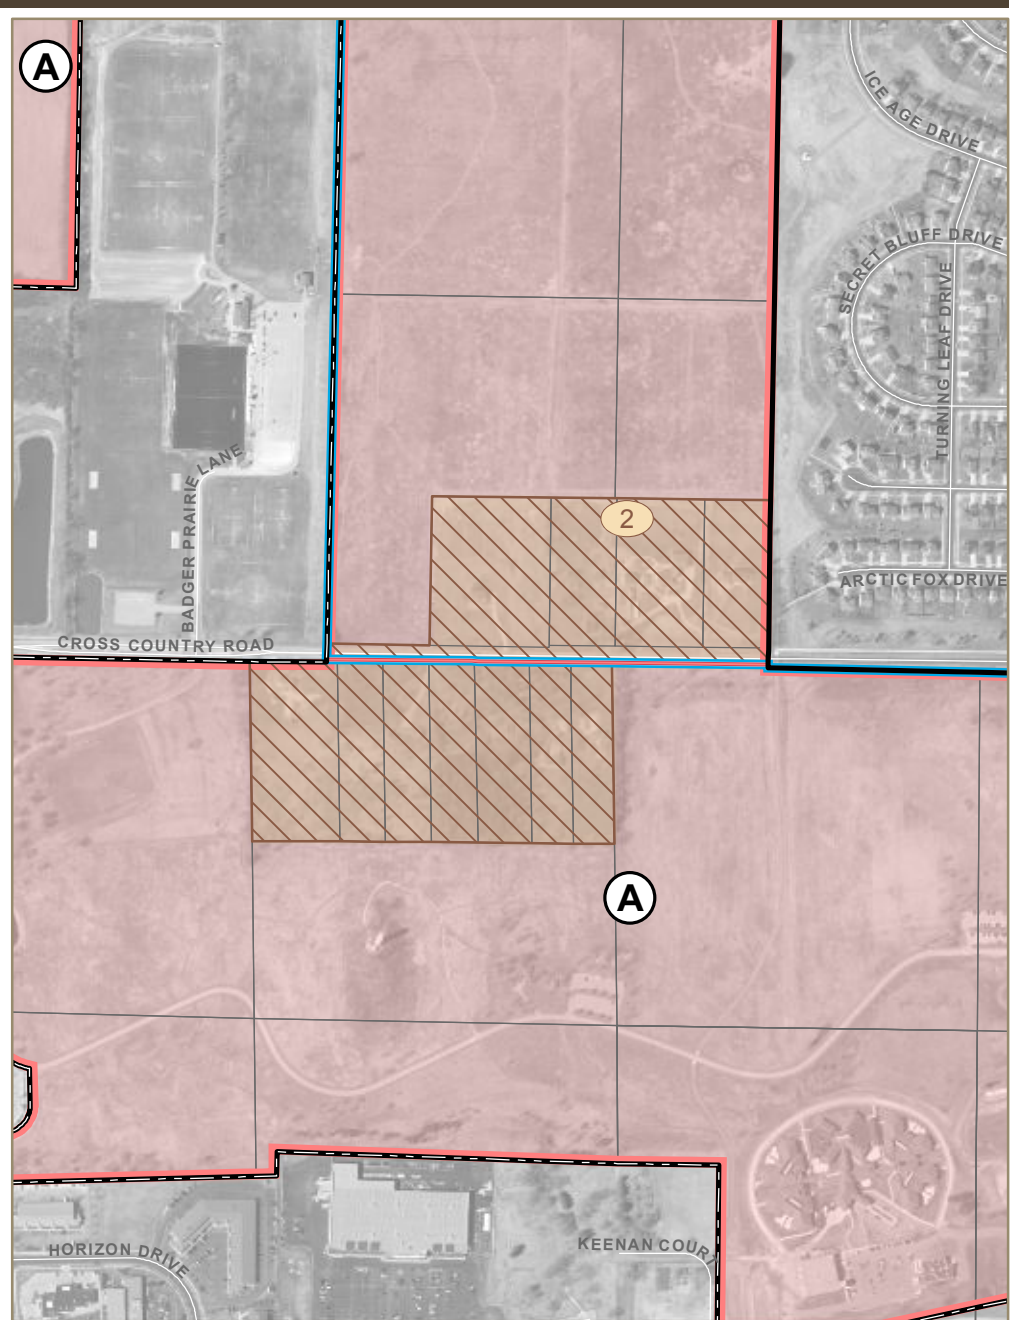 A
ICE AGE DRIVE
SECRET BLUFF DRIVE
TURNING LEAF DRIVE
BADGER PRAIRIE LANE
2
ARCTIC FOX DRIVE
CROSS COUNTRY ROAD
A
HORIZON DRIVE
KEENAN COURT